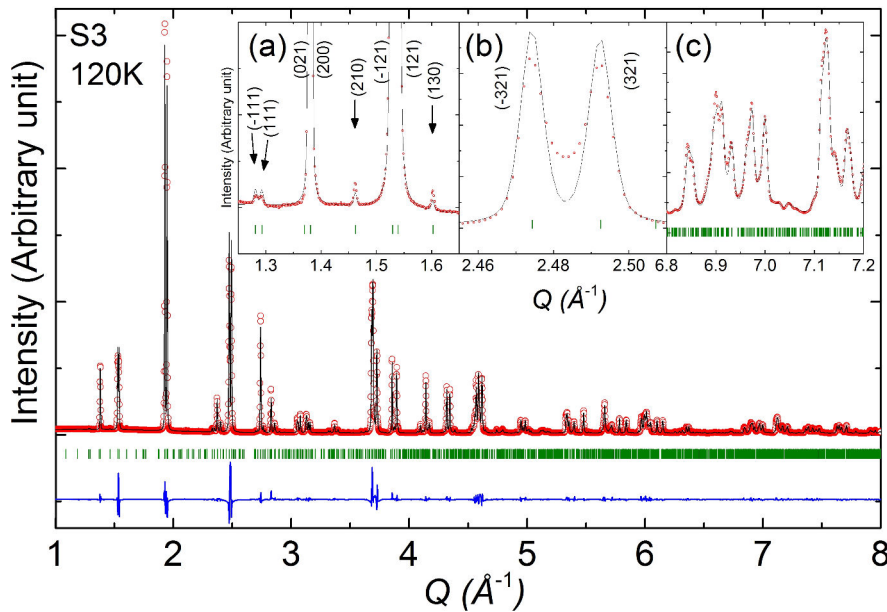 S3
120K
Intensity (Arbitrary unit)
Q (Å⁻¹)
1 2 3 4 5 6 7 8
(a)
Intensity (Arbitrary unit)
(-111)
(111)
(021)
(200)
(210)
(-121)
(121)
(130)
1.3 1.4 1.5 1.6
(b)
(-321)
(321)
2.46 2.48 2.50
Q (Å⁻¹)
(c)
6.8 6.9 7.0 7.1 7.2